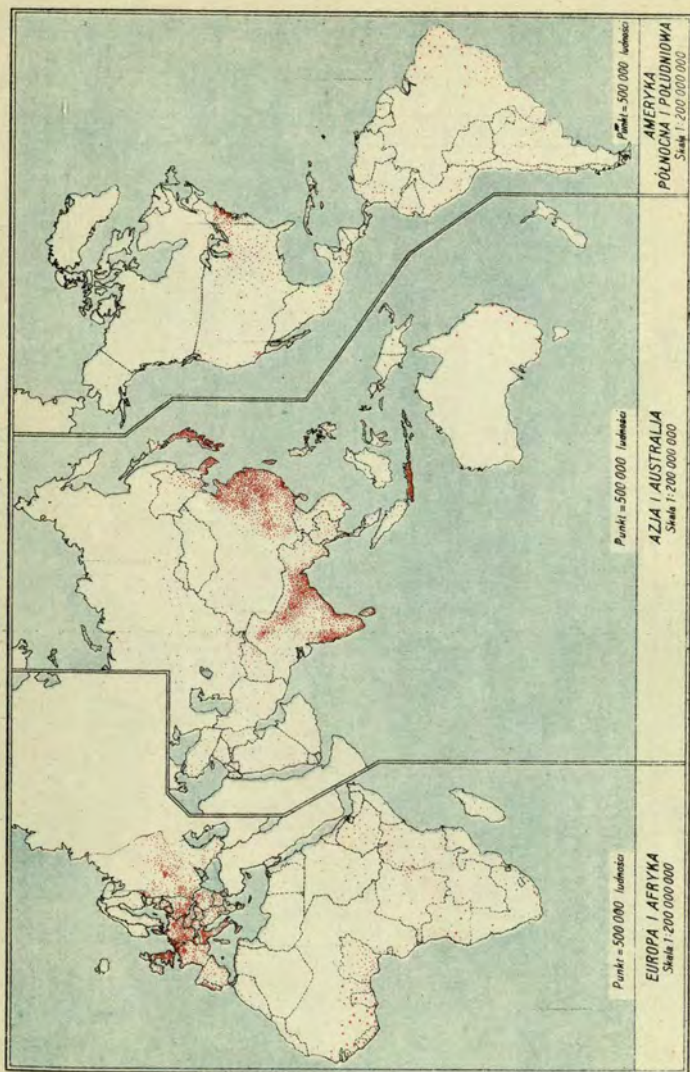 Punkt = 500 000 ludności
EUROPA I AFRYKA
Skala 1:200 000 000
Punkt = 500 000 ludności
AZJA I AUSTRALJA
Skala 1:200 000 000
Punkt = 500 000 ludności
AMERYKA
PÓŁNOCNA I POŁUDNIOWA
Skala 1:200 000 000